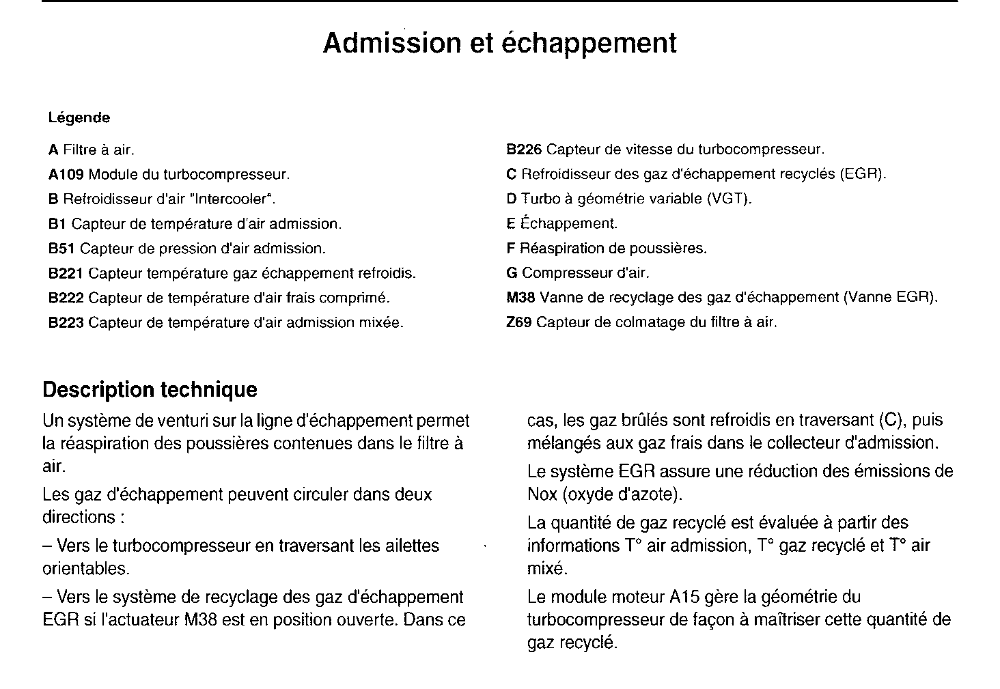 Admission et échappement
Légende
A Filtre à air.
A109 Module du turbocompresseur.
B Refroidisseur d'air "Intercooler".
B1 Capteur de température d'air admission.
B51 Capteur de pression d'air admission.
B221 Capteur température gaz échappement refroidis.
B222 Capteur de température d'air frais comprimé.
B223 Capteur de température d'air admission mixée.
B226 Capteur de vitesse du turbocompresseur.
C Refroidisseur des gaz d'échappement recyclés (EGR).
D Turbo à géométrie variable (VGT).
E Échappement.
F Réaspiration de poussières.
G Compresseur d'air.
M38 Vanne de recyclage des gaz d'échappement (Vanne EGR).
Z69 Capteur de colmatage du filtre à air.
Description technique
Un système de venturi sur la ligne d'échappement permet
la réaspiration des poussières contenues dans le filtre à
air.
Les gaz d'échappement peuvent circuler dans deux
directions :
– Vers le turbocompresseur en traversant les ailettes
orientables.
– Vers le système de recyclage des gaz d'échappement
EGR si l'actuateur M38 est en position ouverte. Dans ce
cas, les gaz brûlés sont refroidis en traversant (C), puis
mélangés aux gaz frais dans le collecteur d'admission.
Le système EGR assure une réduction des émissions de
Nox (oxyde d'azote).
La quantité de gaz recyclé est évaluée à partir des
informations T° air admission, T° gaz recyclé et T° air
mixé.
Le module moteur A15 gère la géométrie du
turbocompresseur de façon à maîtriser cette quantité de
gaz recyclé.